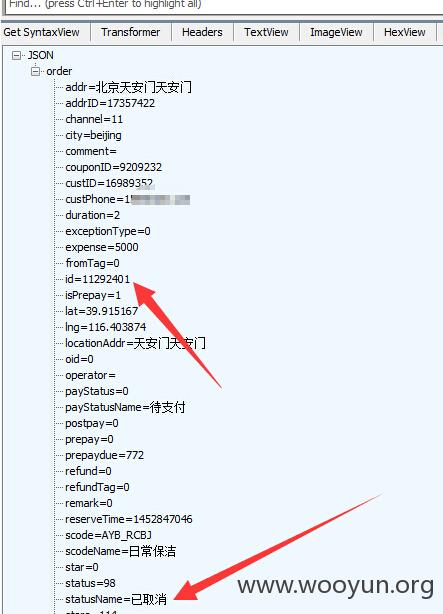 Find... (press Ctrl+Enter to highlight all)
Get SyntaxView Transformer Headers TextView ImageView HexView
JSON
order
addr=北京天安门天安门
addrID=17357422
channel=11
city=beijing
comment=
couponID=9209232
custID=16989352
custPhone=1
duration=2
exceptionType=0
expense=5000
fromTag=0
id=11292401
isPrepay=1
lat=39.915167
lng=116.403874
locationAddr=天安门天安门
oid=0
operator=
payStatus=0
payStatusName=待支付
postpay=0
prepay=0
prepaydue=772
refund=0
refundTag=0
remark=0
reserveTime=1452847046
scode=AYB_RCBJ
scodeName=日常保洁
star=0
status=98
statusName=已取消
www.wooyun.org